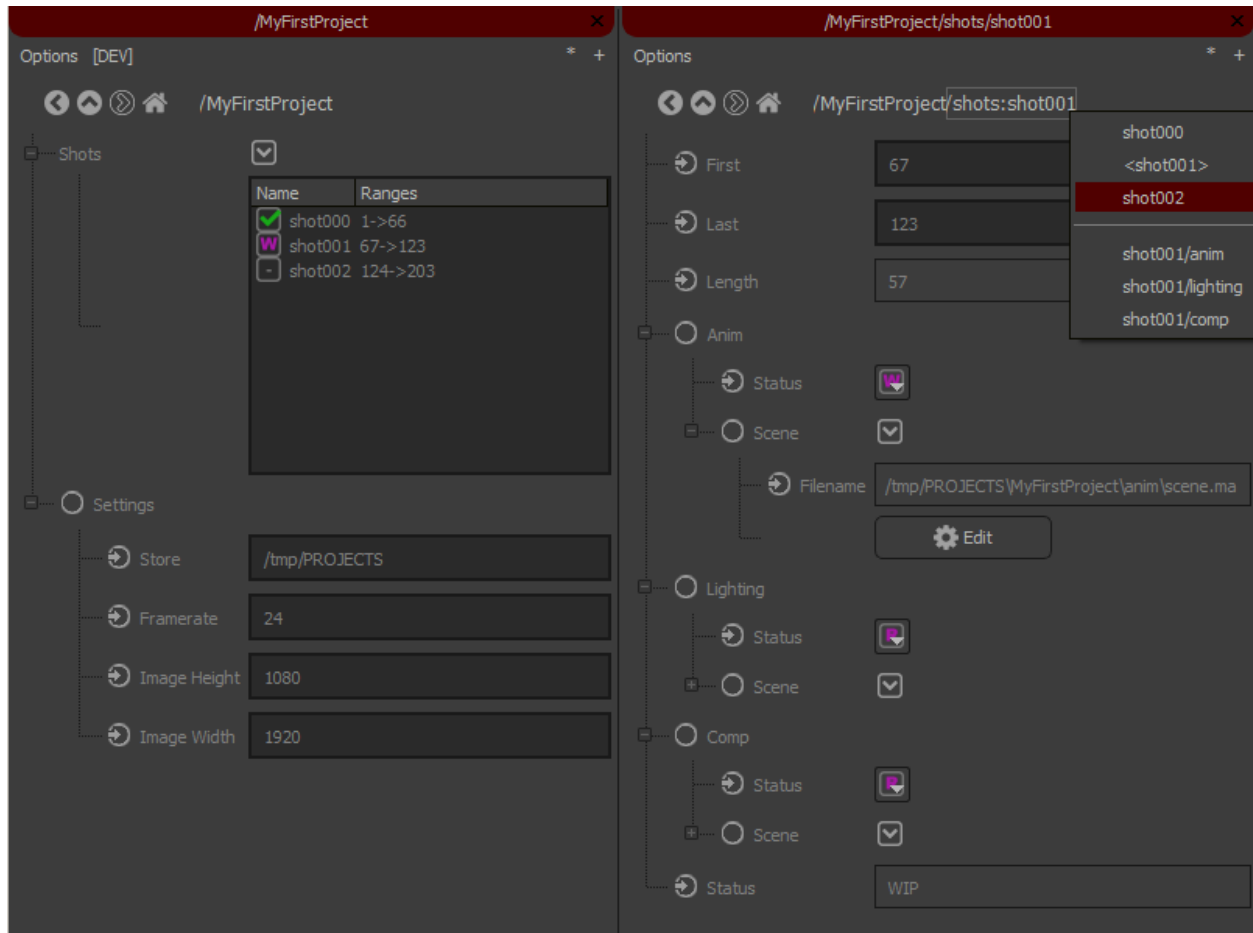 /MyFirstProject
Options [DEV] * +
/MyFirstProject
Shots
Name Ranges
shot000 1->66
W shot001 67->123
- shot002 124->203
Settings
Store /tmp/PROJECTS
Framerate 24
Image Height 1080
Image Width 1920
/MyFirstProject/shots/shot001
Options * +
/MyFirstProject/shots:shot001
shot000
<shot001>
shot002
shot001/anim
shot001/lighting
shot001/comp
First 67
Last 123
Length 57
Anim
Status W
Scene
Filename /tmp/PROJECTS\MyFirstProject\anim\scene.ma
Edit
Lighting
Status
Scene
Comp
Status
Scene
Status WIP